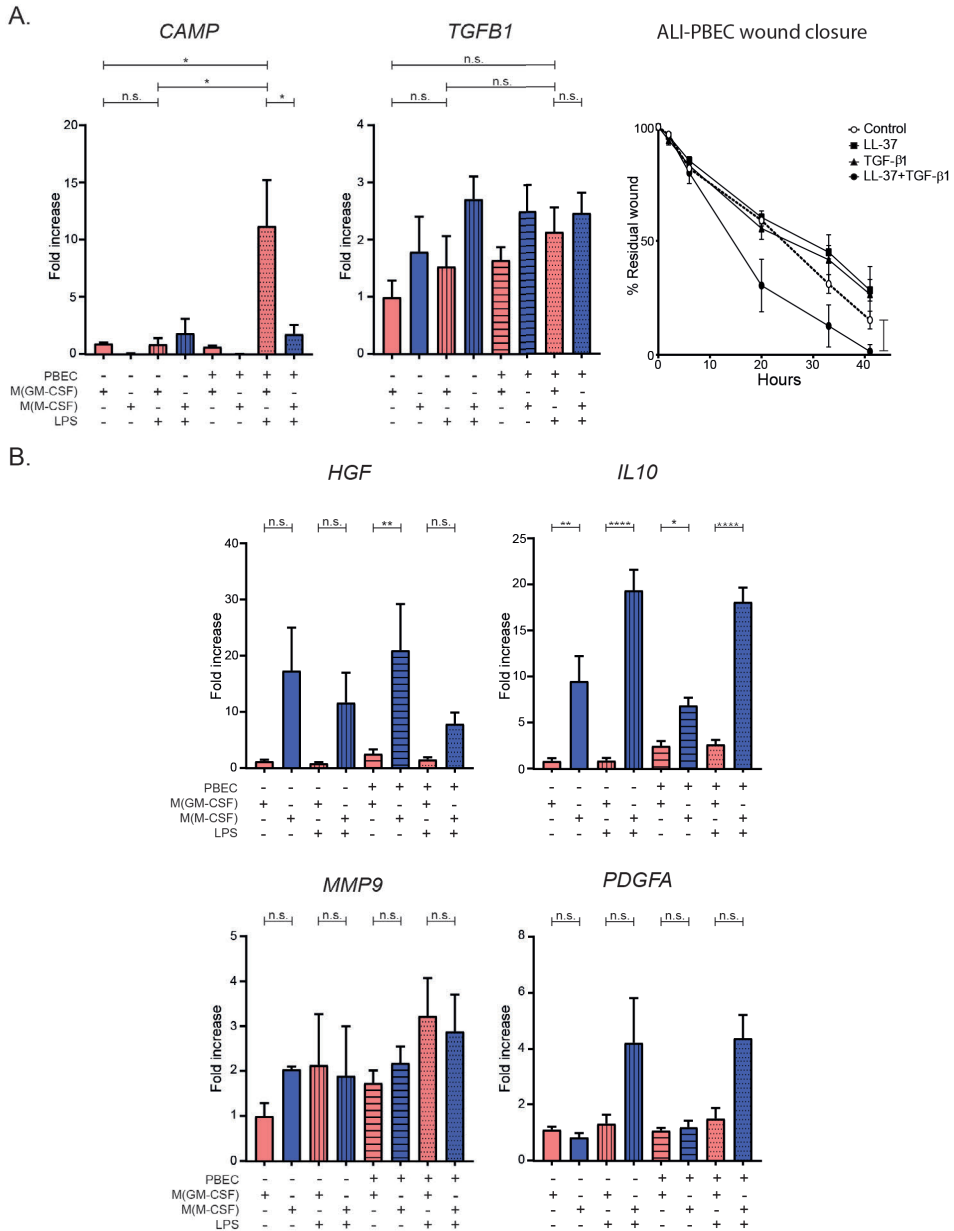 A.
CAMP
TGFB1
ALI-PBEC wound closure
*
*
n.s.
*
n.s.
n.s.
n.s.
n.s.
Fold increase
20
15
10
5
0
Fold increase
4
3
2
1
0
% Residual wound
100
50
0
0 10 20 30 40
Hours
Control
LL-37
TGF-β1
LL-37+TGF-β1
PBEC - - - - + + + +
M(GM-CSF) + - + - + - + -
M(M-CSF) - + - + - + - +
LPS - - + + - - + +
- - - - + + + +
+ - + - + - + -
- + - + - + - +
- - + + - - + +
B.
HGF
IL10
n.s. n.s. ** n.s.
** **** * ****
Fold increase
40
30
20
10
0
Fold increase
25
20
15
10
5
0
PBEC - - - - + + + +
M(GM-CSF) + - + - + - + -
M(M-CSF) - + - + - + - +
LPS - - + + - - + +
- - - - + + + +
+ - + - + - + -
- + - + - + - +
- - + + - - + +
MMP9
PDGFA
n.s. n.s. n.s. n.s.
n.s. n.s. n.s. n.s.
Fold increase
5
4
3
2
1
0
Fold increase
8
6
4
2
0
PBEC - - - - + + + +
M(GM-CSF) + - + - + - + -
M(M-CSF) - + - + - + - +
LPS - - + + - - + +
- - - - + + + +
+ - + - + - + -
- + - + - + - +
- - + + - - + +